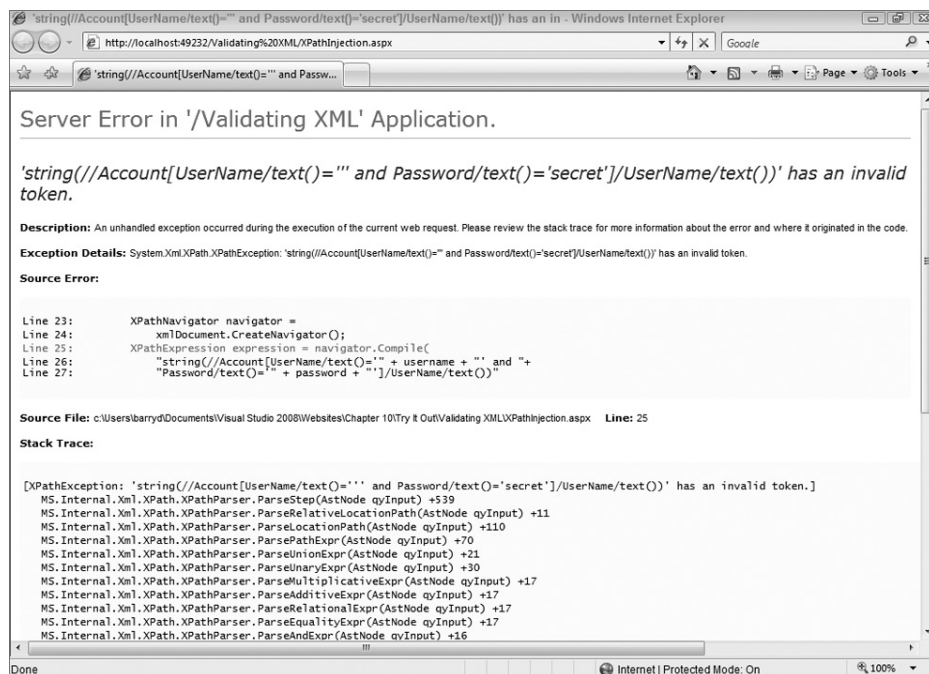 'string(//Account[UserName/text()=''' and Password/text()='secret']/UserName/text())' has an in - Windows Internet Explorer
http://localhost:49232/Validating%20XML/XPathInjection.aspx
Google
'string(//Account[UserName/text()=''' and Passw...
Page
Tools
Server Error in '/Validating XML' Application.
'string(//Account[UserName/text()=''' and Password/text()='secret']/UserName/text())' has an invalid
token.
Description: An unhandled exception occurred during the execution of the current web request. Please review the stack trace for more information about the error and where it originated in the code.
Exception Details: System.Xml.XPath.XPathException: 'string(//Account[UserName/text()=''' and Password/text()='secret']/UserName/text())' has an invalid token.
Source Error:
Line 23:        XPathNavigator navigator =
Line 24:            xmlDocument.CreateNavigator();
Line 25:        XPathExpression expression = navigator.Compile(
Line 26:            "string(//Account[UserName/text()='" + username + "' and "+
Line 27:            "Password/text()='" + password + "']/UserName/text())"
Source File: c:\Users\barryd\Documents\Visual Studio 2008\Websites\Chapter 10\Try It Out\Validating XML\XPathInjection.aspx    Line: 25
Stack Trace:
[XPathException: 'string(//Account[UserName/text()=''' and Password/text()='secret']/UserName/text())' has an invalid token.]
MS.Internal.Xml.XPath.XPathParser.ParseStep(AstNode qyInput) +539
MS.Internal.Xml.XPath.XPathParser.ParseRelativeLocationPath(AstNode qyInput) +11
MS.Internal.Xml.XPath.XPathParser.ParseLocationPath(AstNode qyInput) +110
MS.Internal.Xml.XPath.XPathParser.ParsePathExpr(AstNode qyInput) +70
MS.Internal.Xml.XPath.XPathParser.ParseUnionExpr(AstNode qyInput) +21
MS.Internal.Xml.XPath.XPathParser.ParseUnaryExpr(AstNode qyInput) +30
MS.Internal.Xml.XPath.XPathParser.ParseMultiplicativeExpr(AstNode qyInput) +17
MS.Internal.Xml.XPath.XPathParser.ParseAdditiveExpr(AstNode qyInput) +17
MS.Internal.Xml.XPath.XPathParser.ParseRelationalExpr(AstNode qyInput) +17
MS.Internal.Xml.XPath.XPathParser.ParseEqualityExpr(AstNode qyInput) +17
MS.Internal.Xml.XPath.XPathParser.ParseAndExpr(AstNode qyInput) +16
Done
Internet | Protected Mode: On
100%